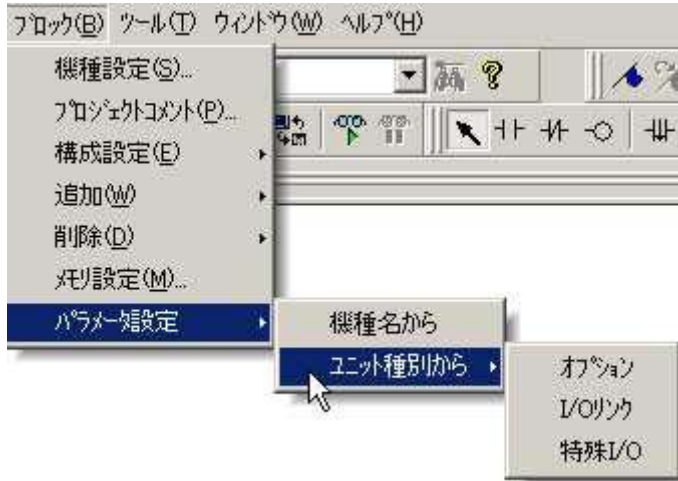 ﾌﾞﾛｯｸ(B) ﾂｰﾙ(T) ｳｨﾝﾄﾞｳ(W) ﾍﾙﾌﾟ(H)
機種設定(S)...
ﾌﾟﾛｼﾞｪｸﾄｺﾒﾝﾄ(P)...
構成設定(E)
追加(W)
削除(D)
ﾒﾓﾘ設定(M)...
ﾊﾟﾗﾒｰﾀ設定
機種名から
ﾕﾆｯﾄ種別から
ｵﾌﾟｼｮﾝ
I/Oﾘﾝｸ
特殊I/O